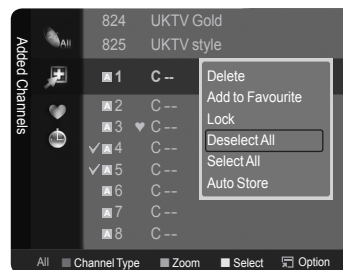 Added Channels
All
824 UKTV Gold
825 UKTV style
A 1 C --
A 2 C --
A 3 ♥ C --
✓ A 4 C --
✓ A 5 C --
A 6 C --
A 7 C --
A 8 C --
Delete
Add to Favourite
Lock
Deselect All
Select All
Auto Store
All Channel Type Zoom Select Option